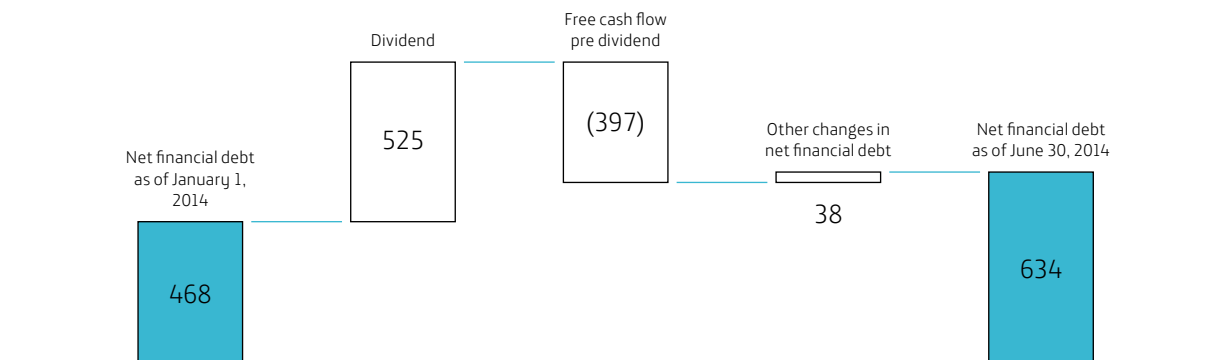 Net financial debt
as of January 1,
2014
468
Dividend
525
Free cash flow
pre dividend
(397)
Other changes in
net financial debt
38
Net financial debt
as of June 30, 2014
634